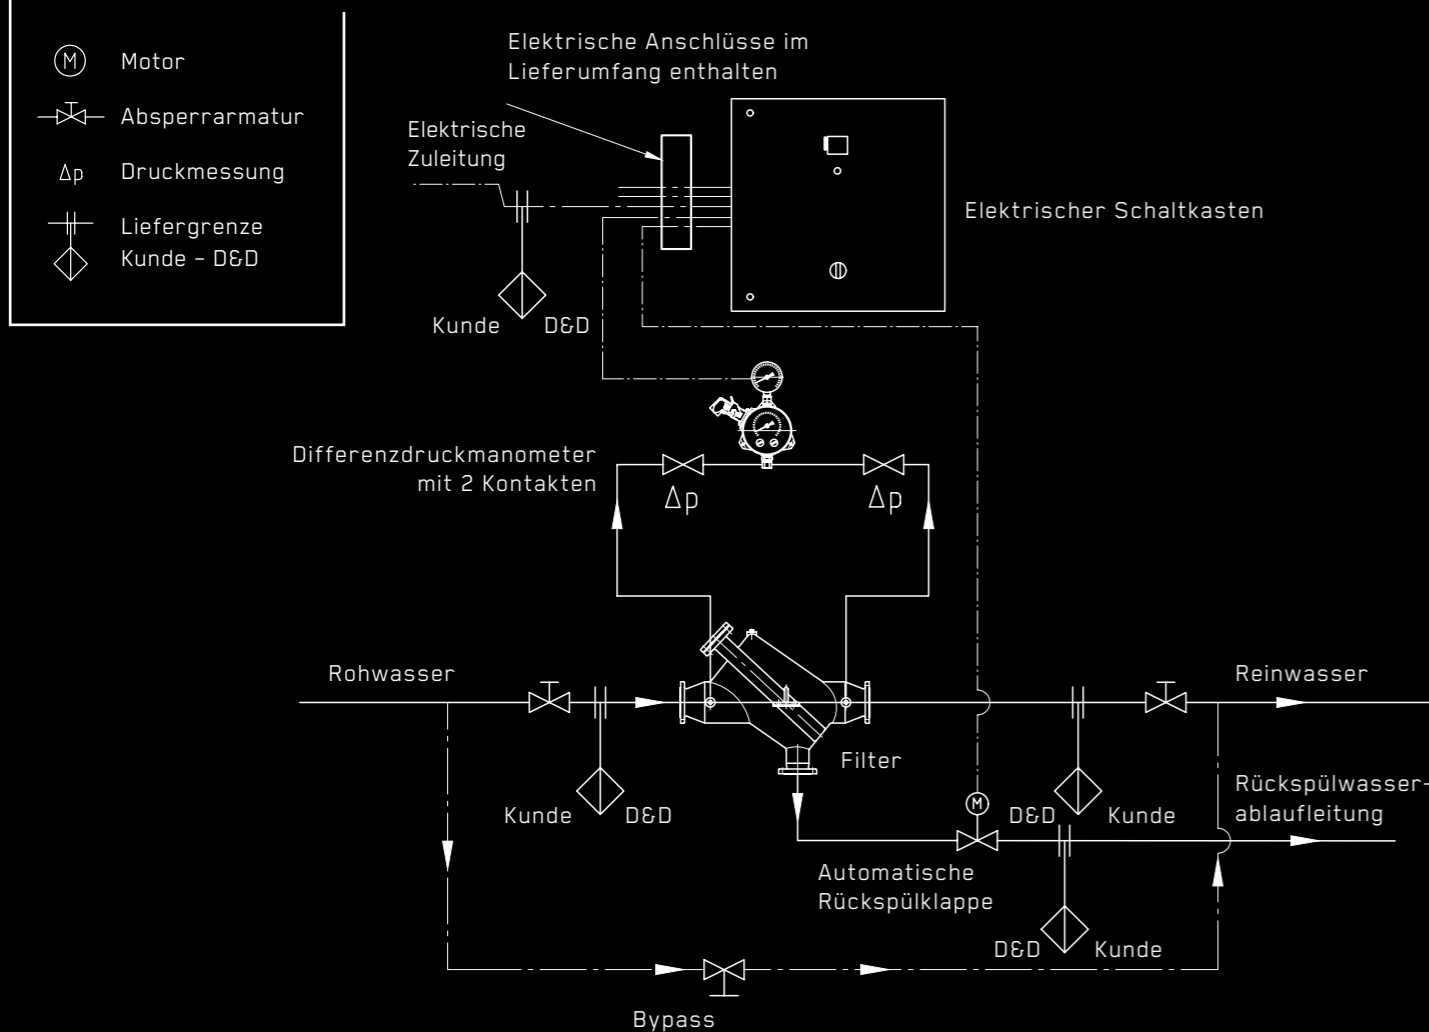 M Motor
Absperrarmatur
Δp Druckmessung
Liefergrenze
Kunde – D&D
Elektrische Anschlüsse im
Lieferumfang enthalten
Elektrische
Zuleitung
Elektrischer Schaltkasten
Kunde D&D
Differenzdruckmanometer
mit 2 Kontakten
Δp Δp
Rohwasser
Reinwasser
Filter
Rückspülwasser-
ablaufleitung
Kunde D&D
M
D&D Kunde
Automatische
Rückspülklappe
D&D Kunde
Bypass